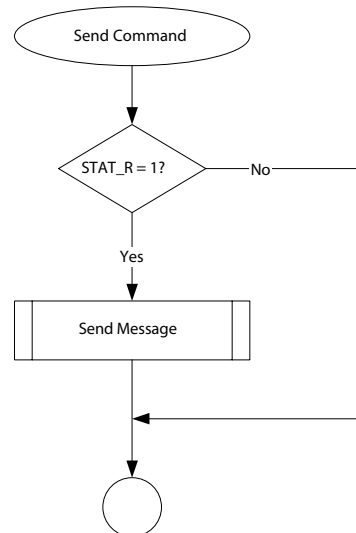 Send Command
STAT_R = 1?
No
Yes
Send Message